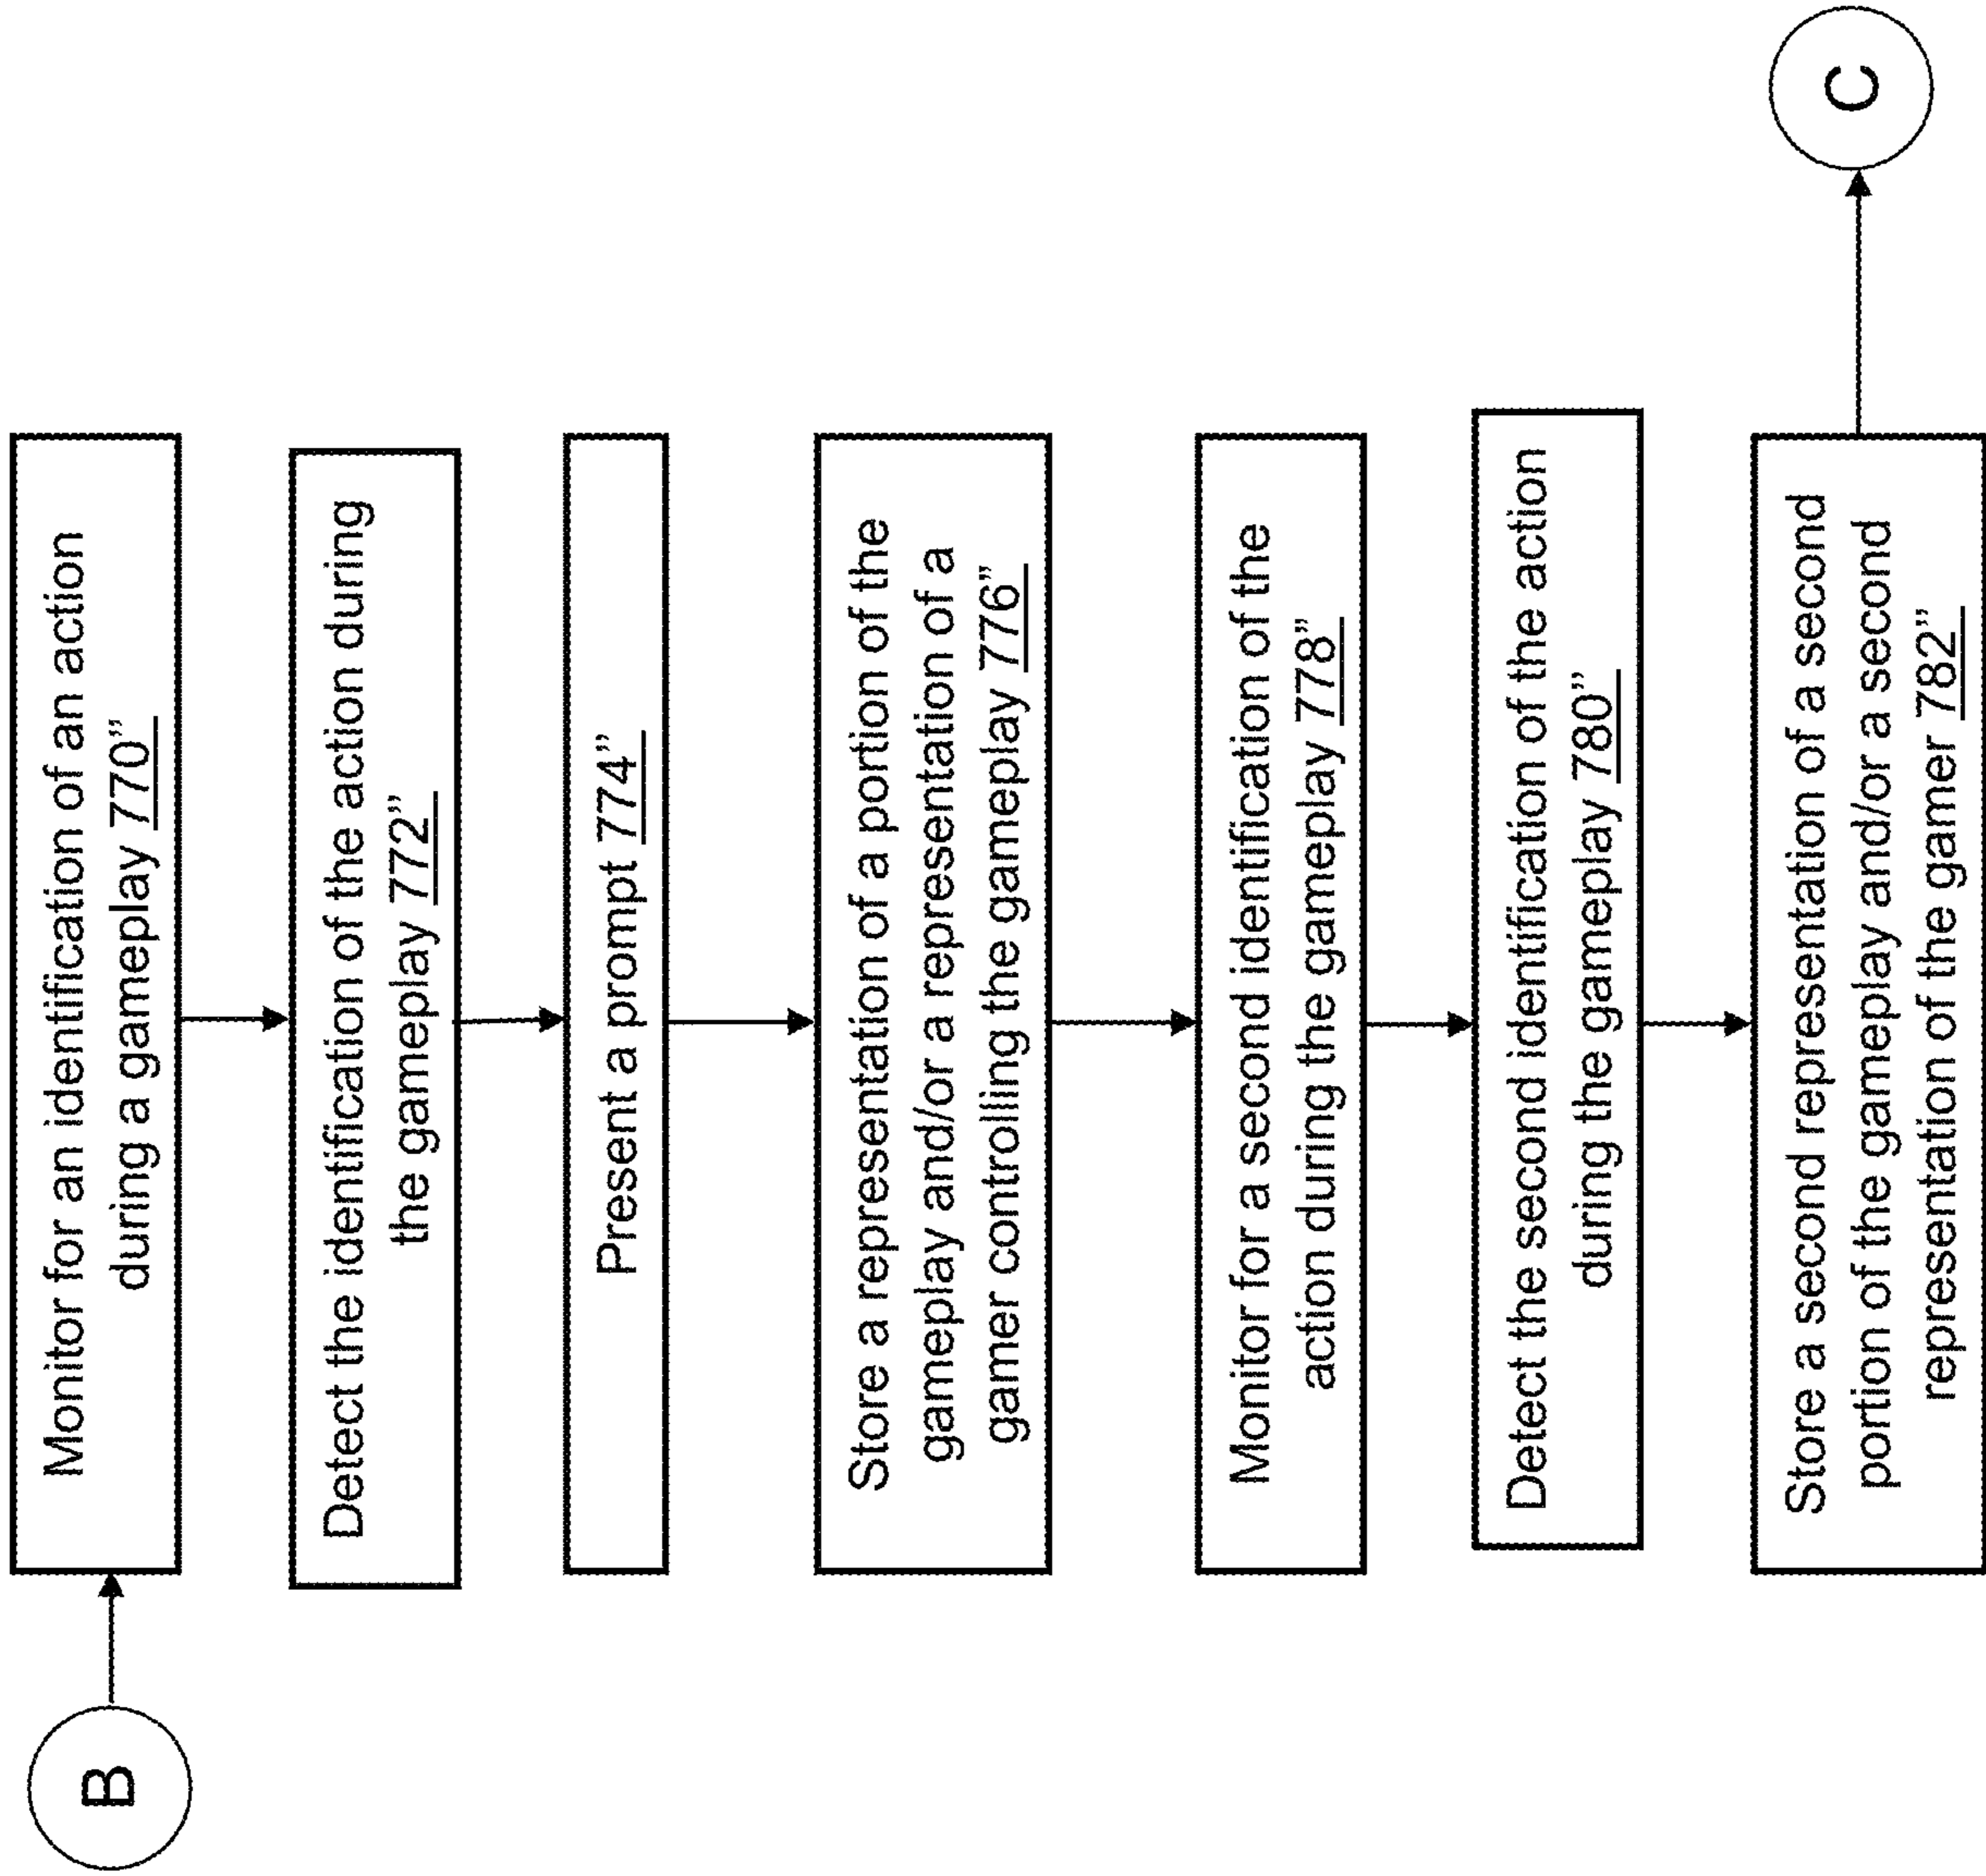 B
Monitor for an identification of an action
during a gameplay 770”
Detect the identification of the action during
the gameplay 772”
Present a prompt 774”
Store a representation of a portion of the
gameplay and/or a representation of a
gamer controlling the gameplay 776”
Monitor for a second identification of the
action during the gameplay 778”
Detect the second identification of the action
during the gameplay 780”
Store a second representation of a second
portion of the gameplay and/or a second
representation of the gamer 782”
C